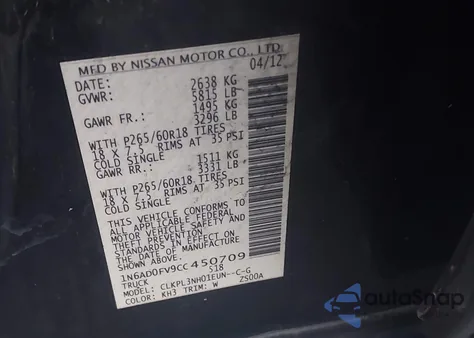 MFD BY NISSAN MOTOR CO., LTD
DATE: 04/12
GVWR: 2638 KG
5815 LB
GAWR FR.: 1495 KG
3296 LB
WITH P265/60R18 TIRES
18 X 7.5 RIMS AT 35 PSI
COLD SINGLE
GAWR RR.: 1511 KG
3331 LB
WITH P265/60R18 TIRES
18 X 7.5 RIMS AT 35 PSI
COLD SINGLE
THIS VEHICLE CONFORMS TO
ALL APPLICABLE FEDERAL
MOTOR VEHICLE SAFETY AND
THEFT PREVENTION
STANDARDS IN EFFECT ON
THE DATE OF MANUFACTURE
SHOWN ABOVE.
1N6AD0FV9CC450709
TRUCK 518
MODEL: CLKPLJNH01EUN--C-G
COLOR: KH3 TRIM: W 2S00A
autoSnap